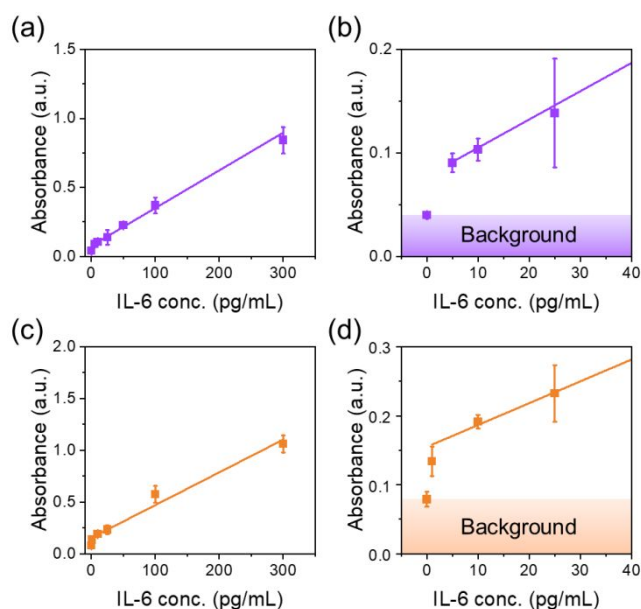 (a)
Absorbance (a.u.)
1.5
1.0
0.5
0.0
0
100
200
300
IL-6 conc. (pg/mL)
(b)
Absorbance (a.u.)
0.2
0.1
0.0
Background
0
10
20
30
40
IL-6 conc. (pg/mL)
(c)
Absorbance (a.u.)
2.0
1.5
1.0
0.5
0.0
0
100
200
300
IL-6 conc. (pg/mL)
(d)
Absorbance (a.u.)
0.3
0.2
0.1
0.0
Background
0
10
20
30
40
IL-6 conc. (pg/mL)